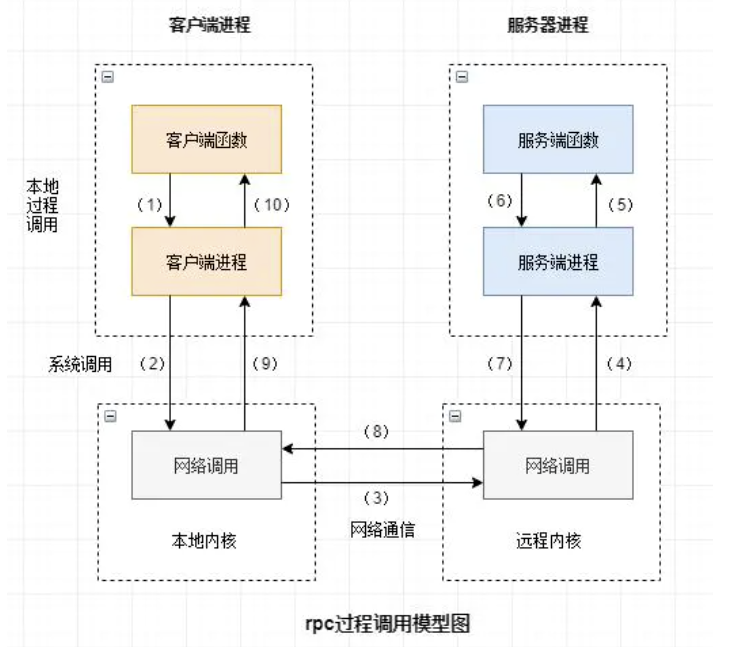 客户端进程
服务器进程
客户端函数
服务端函数
本地
过程
调用
（1）
（10）
（6）
（5）
客户端进程
服务端进程
系统调用
（2）
（9）
（7）
（4）
网络调用
（8）
网络调用
（3）
网络通信
本地内核
远程内核
rpc过程调用模型图